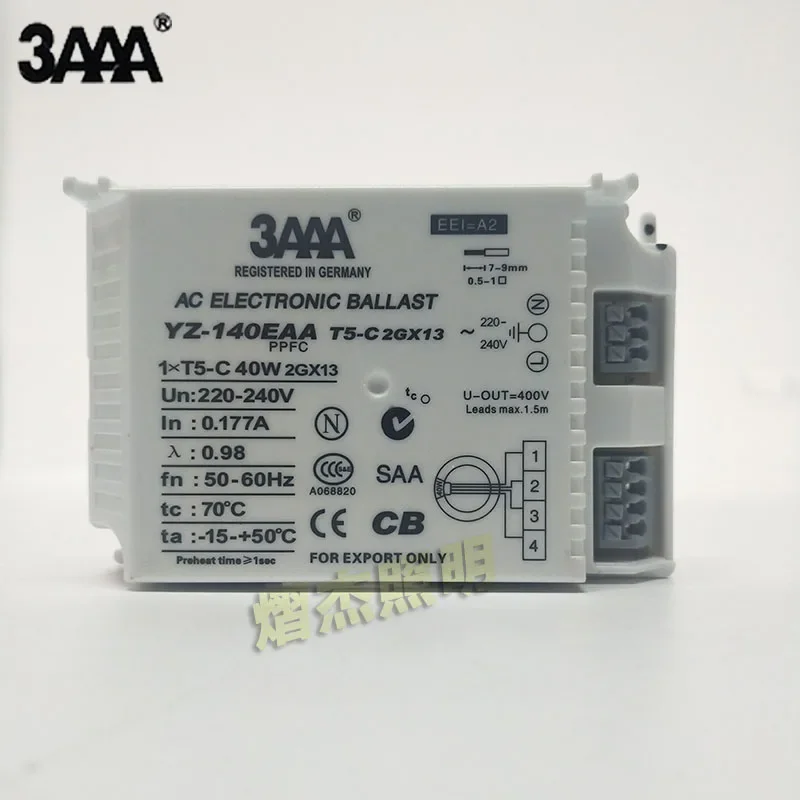 3AAA®
3AAA®
REGISTERED IN GERMANY
EEI=A2
7-9mm
0.5-1□
AC ELECTRONIC BALLAST
YZ-140EAA T5-C 2GX13
PPFC
~ 220-
240V
N
L
1×T5-C 40W 2GX13
Un:220-240V
In : 0.177A
λ : 0.98
fn : 50-60Hz
tc : 70℃
ta : -15-+50℃
Preheat time≥1sec
tc
U-OUT=400V
Leads max.1.5m
N
CCC S&E
A068820
SAA
CE CB
FOR EXPORT ONLY
40W
1
2
3
4
熠杰照明